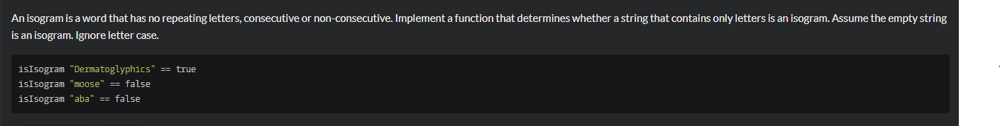 An isogram is a word that has no repeating letters, consecutive or non-consecutive. Implement a function that determines whether a string that contains only letters is an isogram. Assume the empty string
is an isogram. Ignore letter case.
isIsogram "Dermatoglyphics" == true
isIsogram "moose" == false
isIsogram "aba" == false